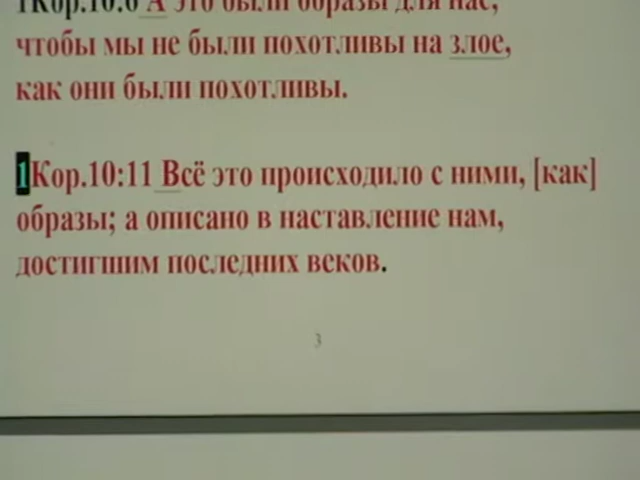 1Кор.10:6 А это были образы для нас,
чтобы мы не были похотливы на злое,
как они были похотливы.
1Кор.10:11 Всё это происходило с ними, [как]
образы; а описано в наставление нам,
достигшим последних веков.
3